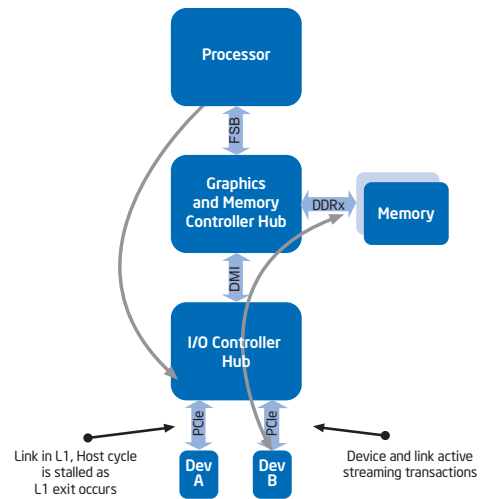 Processor
FSB
Graphics
and Memory
Controller Hub
DDRx
Memory
DMI
I/O Controller
Hub
PCIe
PCIe
Link in L1, Host cycle
is stalled as
L1 exit occurs
Dev
A
Dev
B
Device and link active
streaming transactions